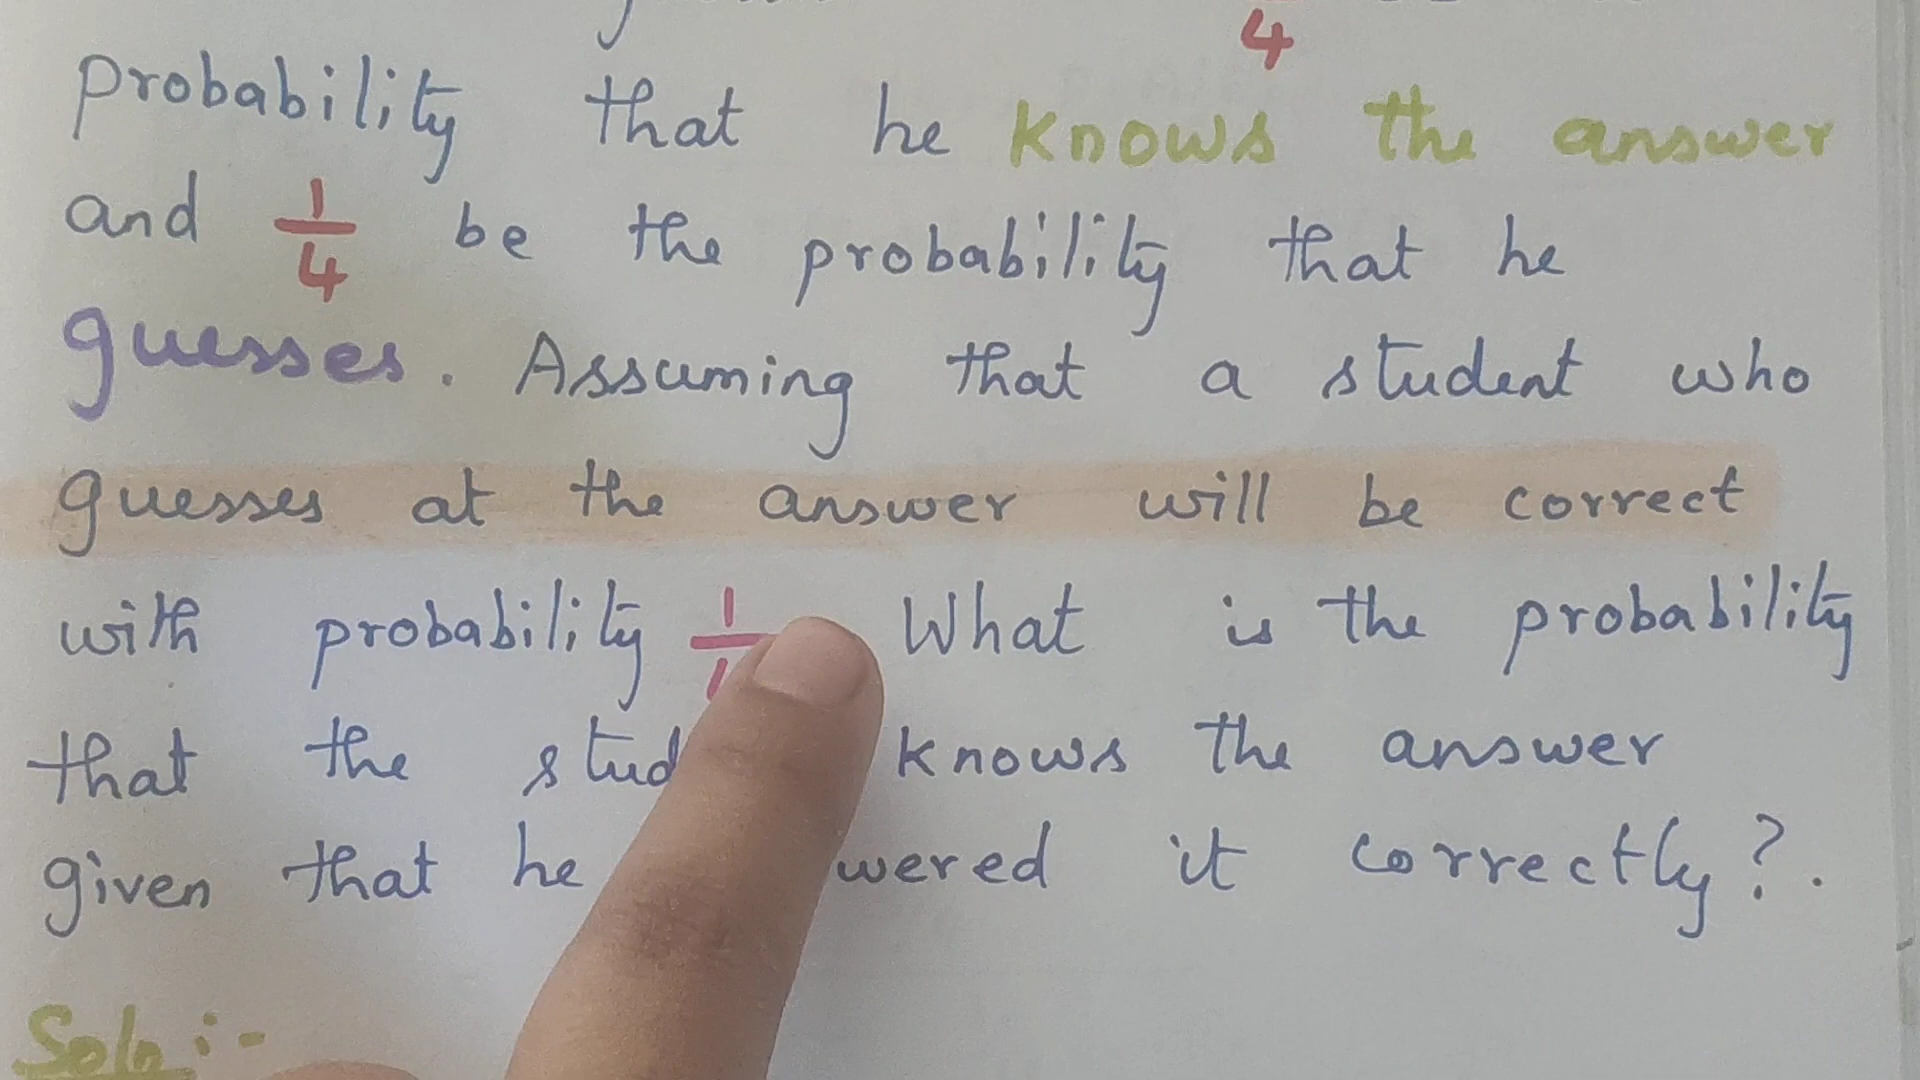 4
probability that he knows the answer
and 1/4 be the probability that he
guesses. Assuming that a student who
guesses at the answer will be correct
with probability What is the probability
that the knows the answer
given that he it correctly?.
Soln:-